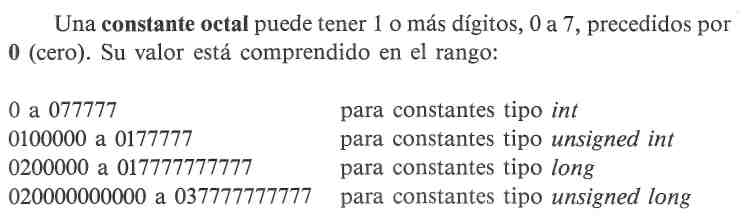 Una constante octal puede tener 1 o más dígitos, 0 a 7, precedidos por
0 (cero). Su valor está comprendido en el rango:
0 a 077777 para constantes tipo int
0100000 a 0177777 para constantes tipo unsigned int
0200000 a 017777777777 para constantes tipo long
020000000000 a 037777777777 para constantes tipo unsigned long